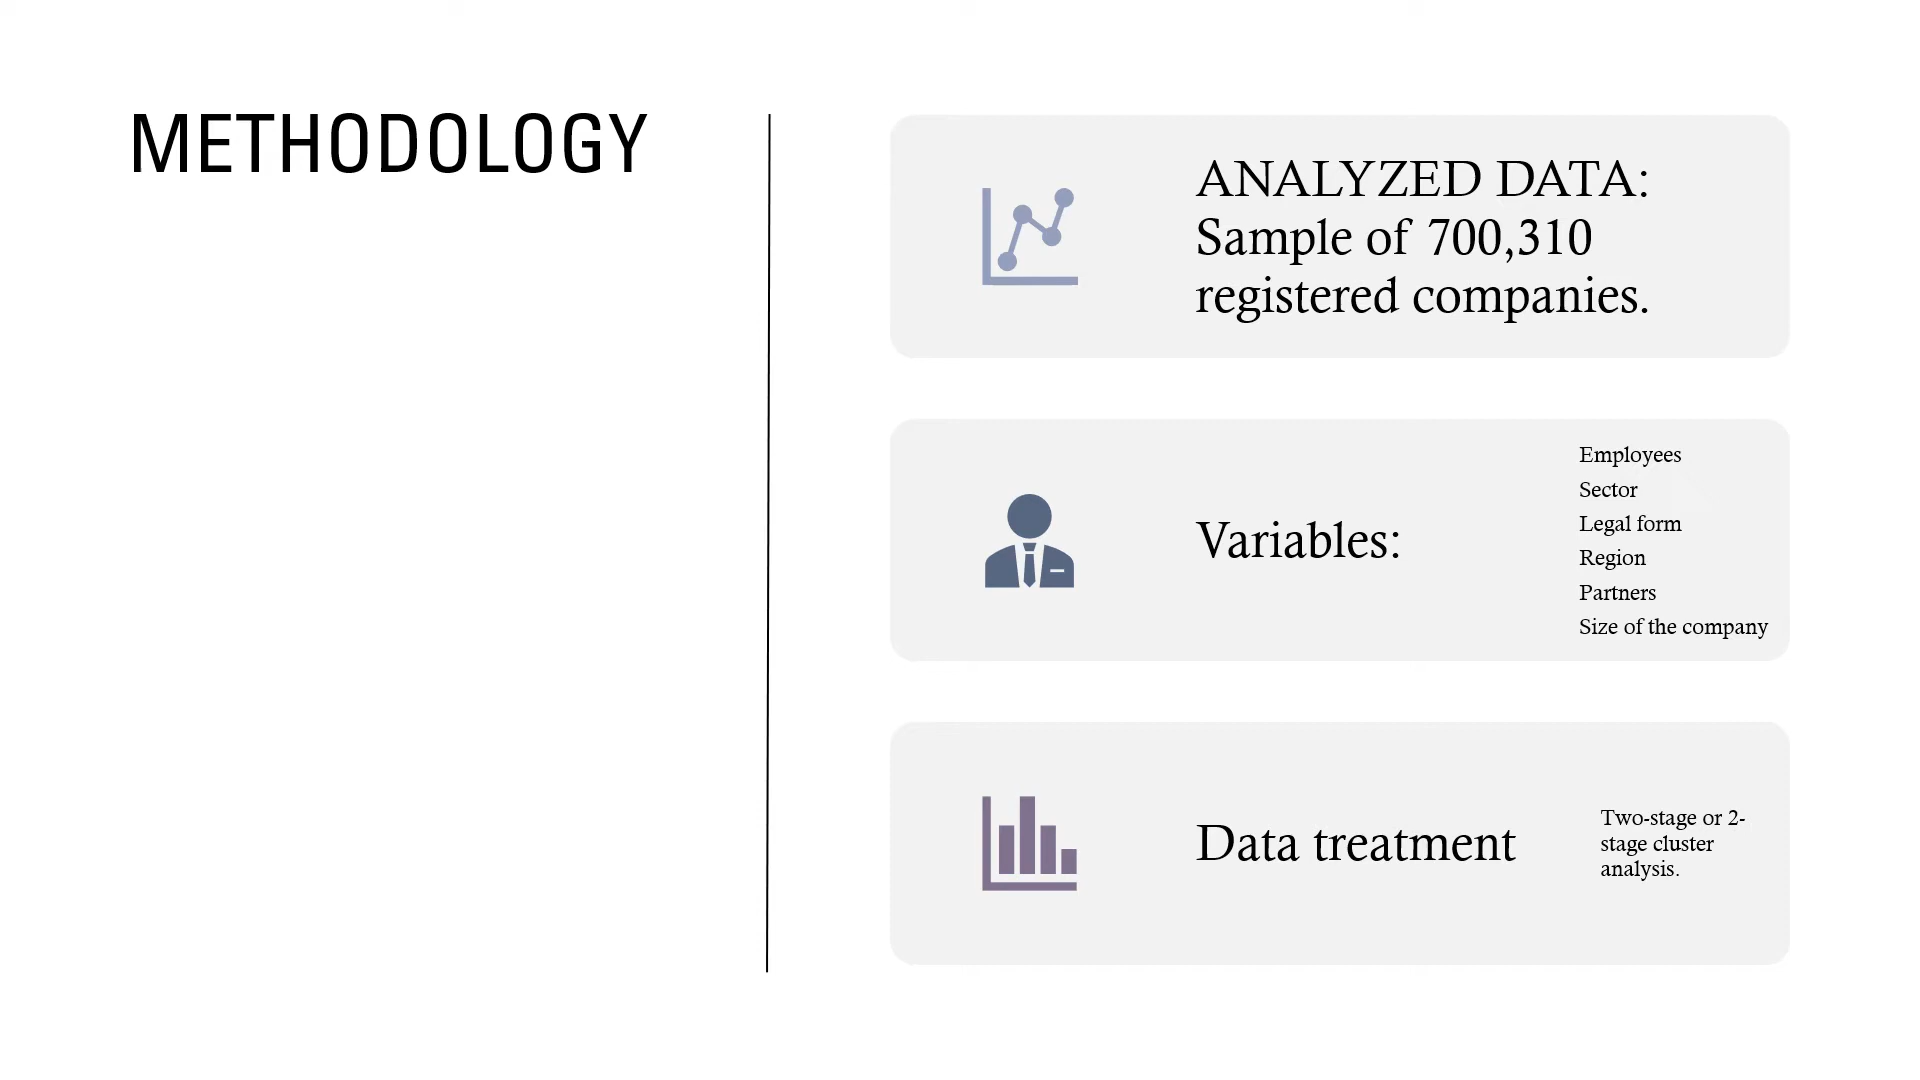 METHODOLOGY
ANALYZED DATA:
Sample of 700,310
registered companies.
Variables:
Employees
Sector
Legal form
Region
Partners
Size of the company
Data treatment
Two-stage or 2-
stage cluster
analysis.